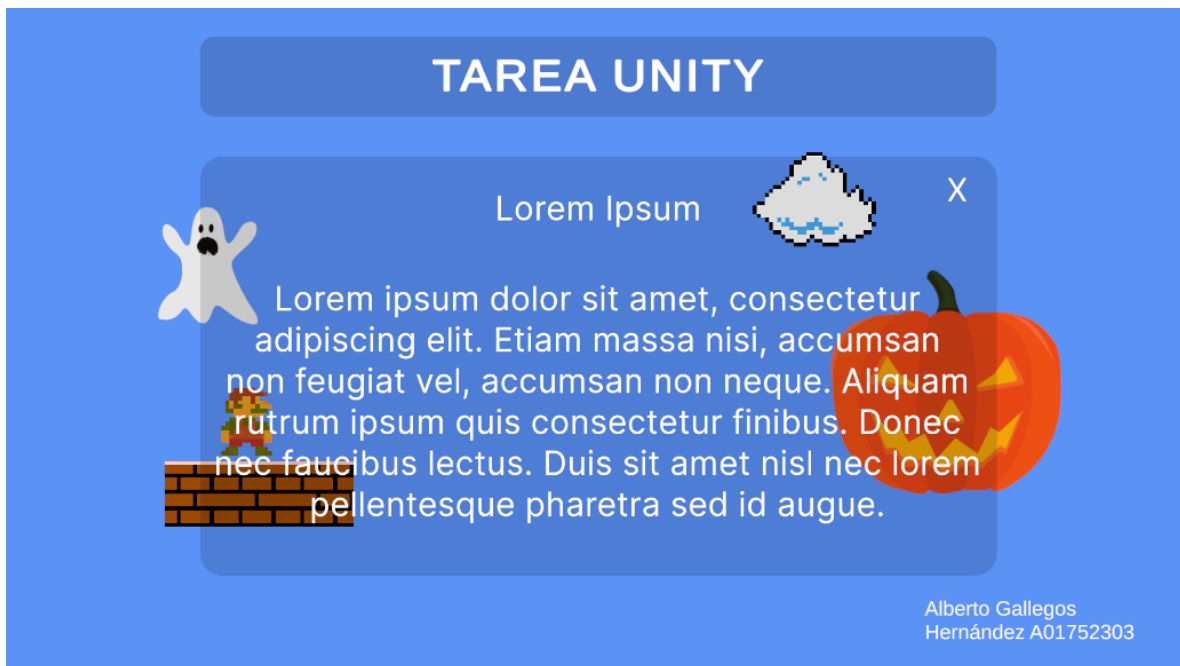 TAREA UNITY
X
Lorem Ipsum
Lorem ipsum dolor sit amet, consectetur
adipiscing elit. Etiam massa nisi, accumsan
non feugiat vel, accumsan non neque. Aliquam
rutrum ipsum quis consectetur finibus. Donec
nec faucibus lectus. Duis sit amet nisl nec lorem
pellentesque pharetra sed id augue.
Alberto Gallegos
Hernández A01752303